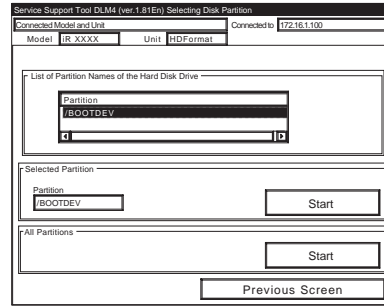 Service Support Tool DLM4 (ver.1.81En) Selecting Disk Partition
Connected Model and Unit
Connected to 172.16.1.100
Model iR XXXX Unit HDFormat
List of Partition Names of the Hard Disk Drive
Partition
/BOOTDEV
Selected Partition
Partition
/BOOTDEV
Start
All Partitions
Start
Previous Screen